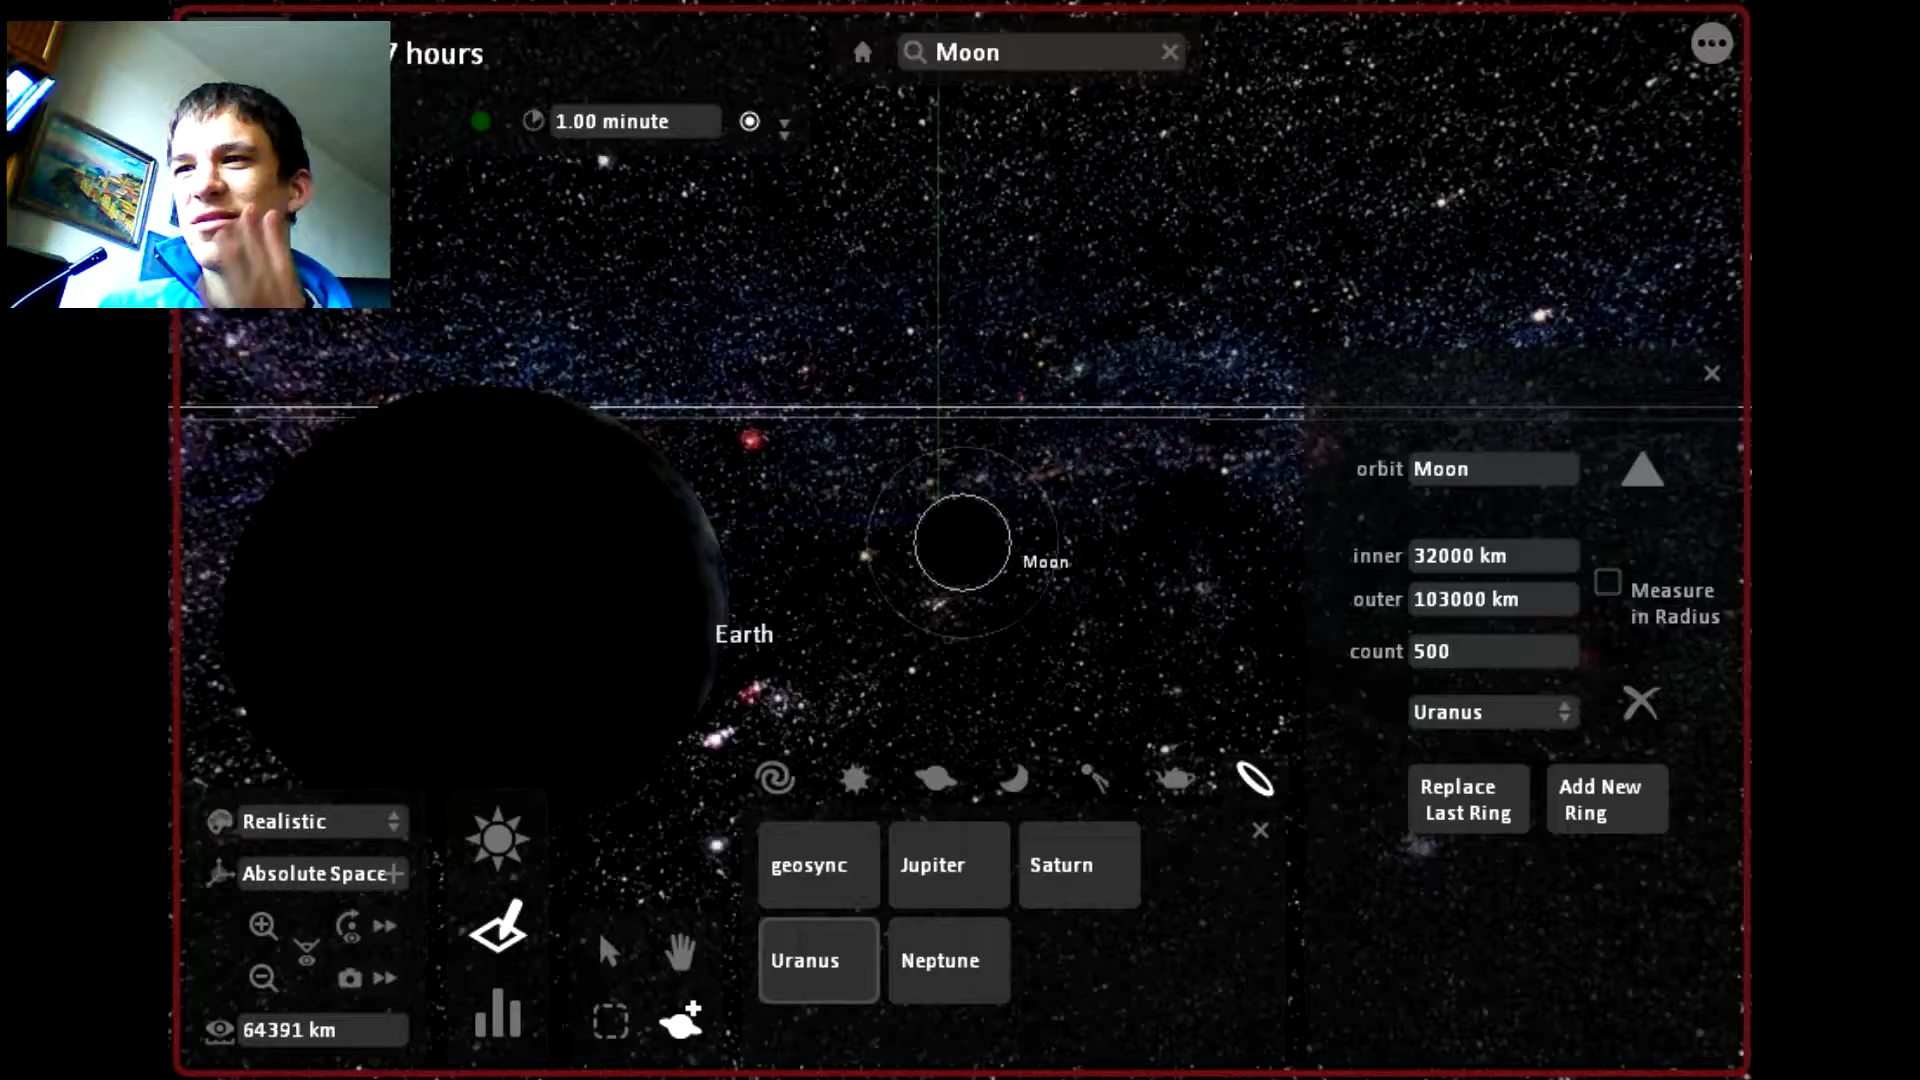 7 hours
Moon
1.00 minute
Moon
Earth
orbit Moon
inner 32000 km
outer 103000 km
Measure
in Radius
count 500
Uranus
Replace
Last Ring
Add New
Ring
Realistic
Absolute Space
64391 km
geosync
Jupiter
Saturn
Uranus
Neptune